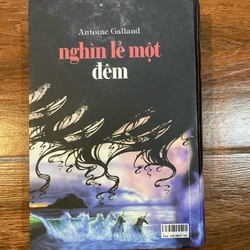 Antoine Galland
nghìn lẻ một
đêm